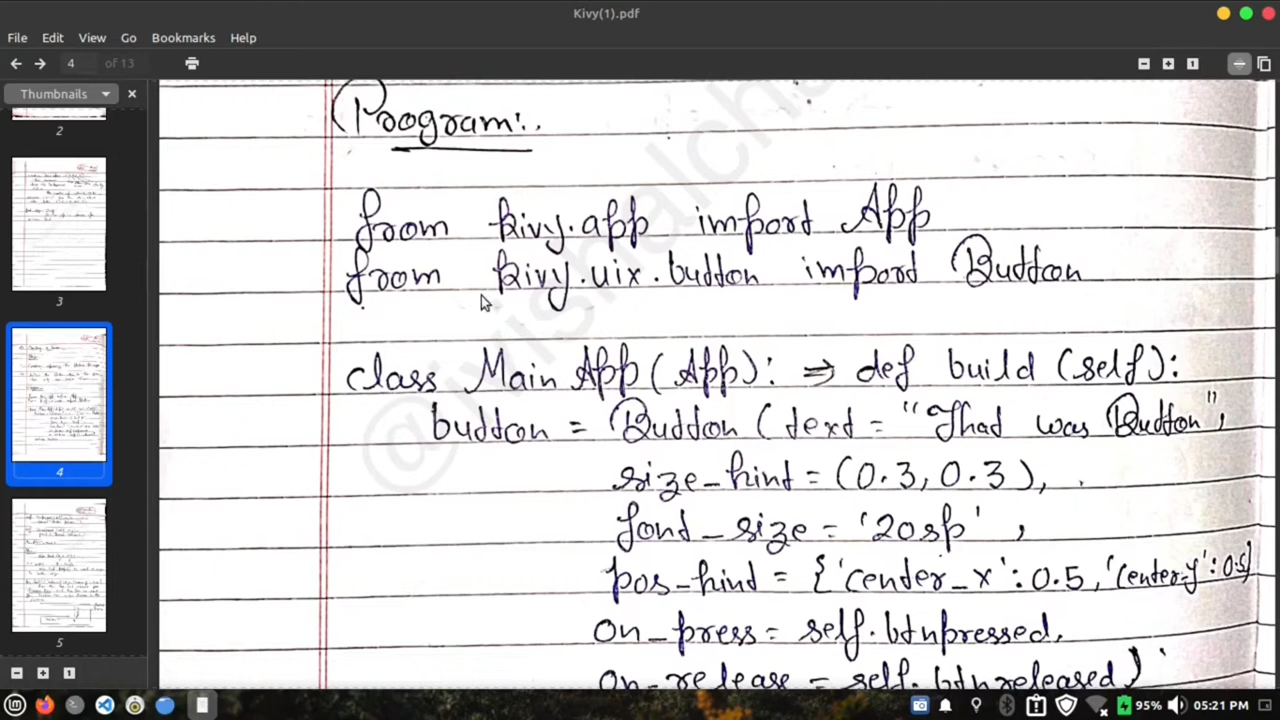 Kivy(1).pdf
File Edit View Go Bookmarks Help
4 of 13
Thumbnails
2
3
4
5
Program:
from kivy.app import App
from kivy.uix.button import Button
class Main App(App): ⇒ def build (self):
button = Button (text = "That was Button",
size_hint = (0.3, 0.3),
font_size = '20sp',
pos_hint = {'center_x': 0.5, 'center_y': 0.5}
on_press = self.btnpressed,
on_release = self.btnreleased)
95% 05:21 PM